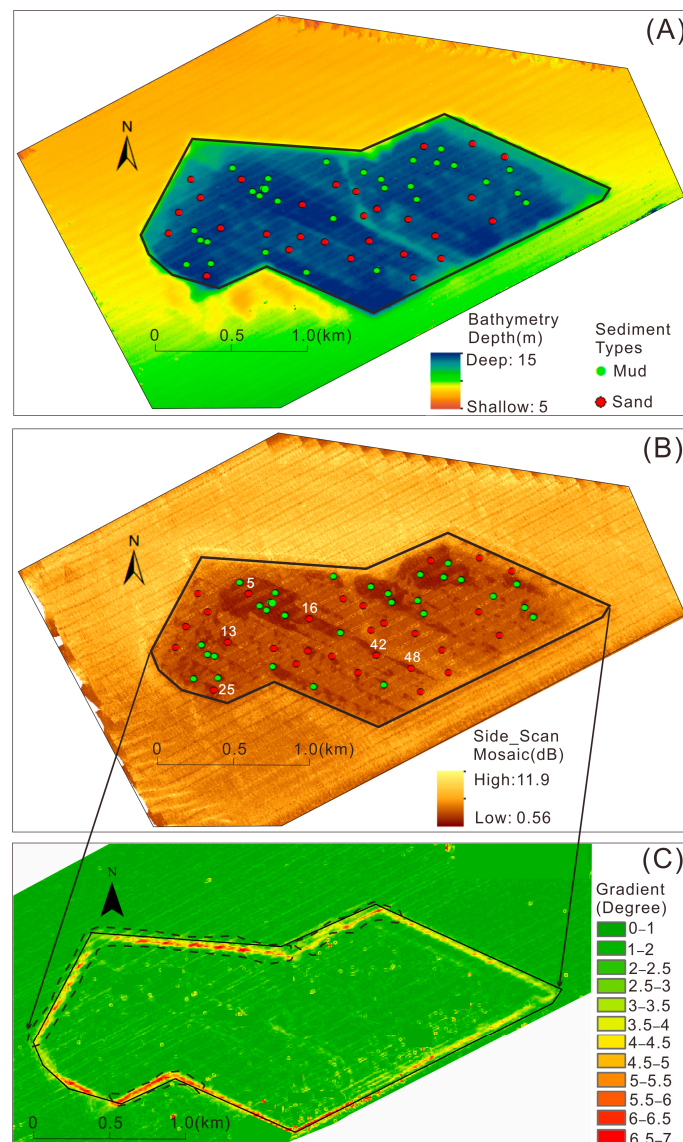 (A)
N
0 0.5 1.0(km)
Bathymetry
Depth(m)
Deep: 15
Shallow: 5
Sediment
Types
Mud
Sand
(B)
N
5
16
13
42
48
25
0 0.5 1.0(km)
Side_Scan
Mosaic(dB)
High:11.9
Low: 0.56
(C)
N
0 0.5 1.0(km)
Gradient
(Degree)
0–1
1–2
2–2.5
2.5–3
3–3.5
3.5–4
4–4.5
4.5–5
5–5.5
5.5–6
6–6.5
6.5–7